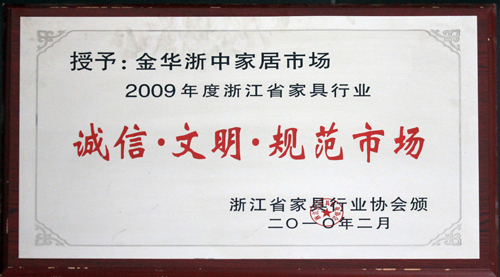 授予：金华浙中家居市场
2009年度浙江省家具行业
诚信·文明·规范市场
浙江省家具行业协会颁
二〇一〇年二月